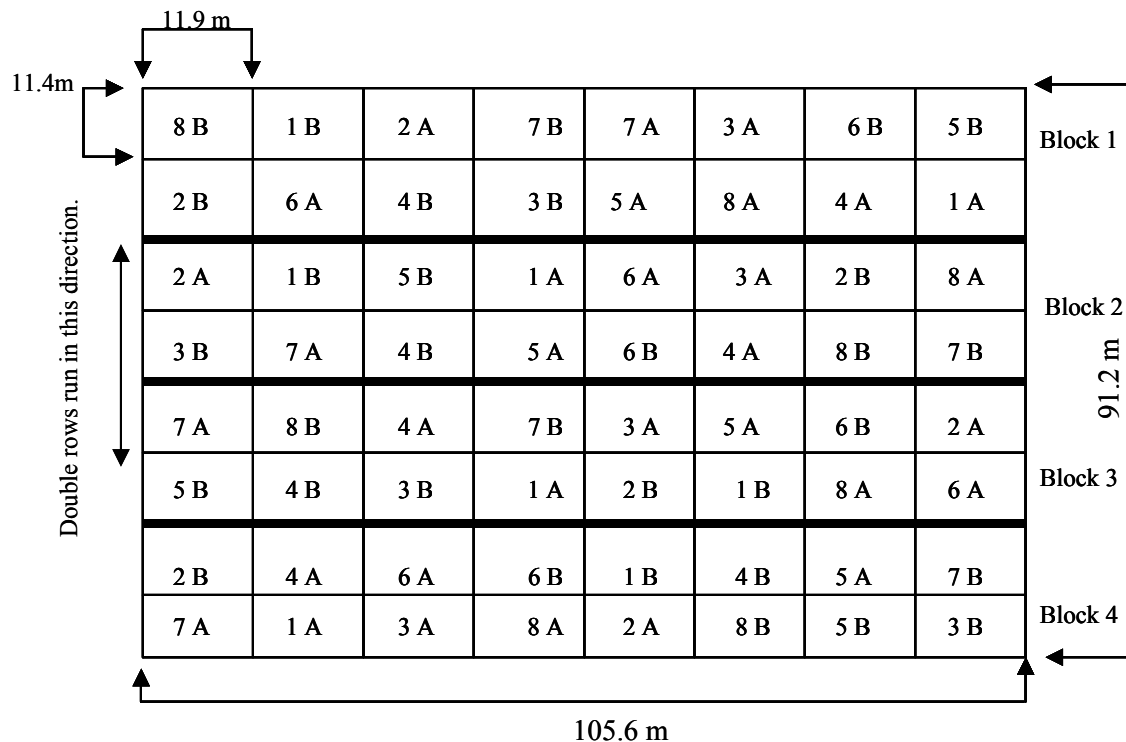 11.9 m
11.4m
8 B 1 B 2 A 7 B 7 A 3 A 6 B 5 B
Block 1
2 B 6 A 4 B 3 B 5 A 8 A 4 A 1 A
Double rows run in this direction.
2 A 1 B 5 B 1 A 6 A 3 A 2 B 8 A
Block 2
3 B 7 A 4 B 5 A 6 B 4 A 8 B 7 B
91.2 m
7 A 8 B 4 A 7 B 3 A 5 A 6 B 2 A
5 B 4 B 3 B 1 A 2 B 1 B 8 A 6 A
Block 3
2 B 4 A 6 A 6 B 1 B 4 B 5 A 7 B
7 A 1 A 3 A 8 A 2 A 8 B 5 B 3 B
Block 4
105.6 m